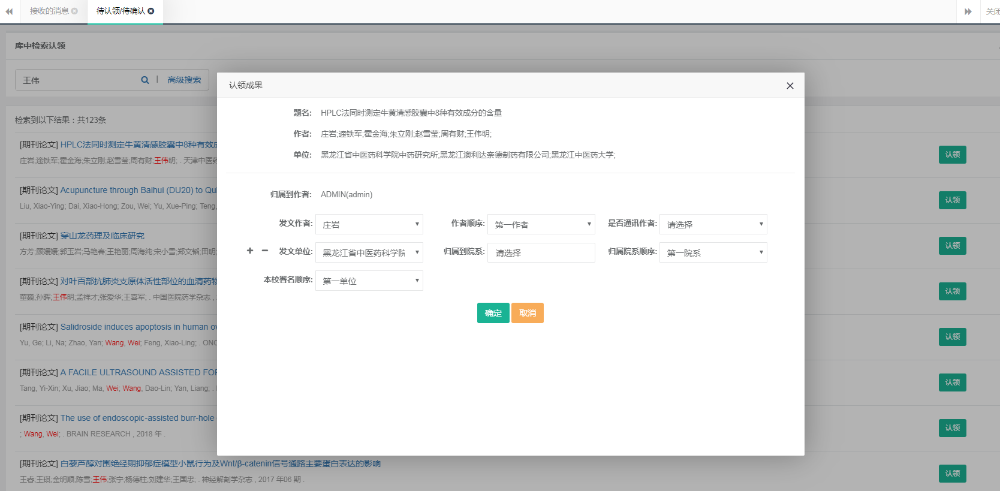 接收的消息
待认领/待确认
关闭
库中检索认领
王伟
高级搜索
检索到以下结果：共123条
[期刊论文] HPLC法同时测定牛黄清感胶囊中8种有效成
庄岩;逄铁军;霍金海;朱立刚;赵雪莹;周有财;王伟明; . 天津中医药
认领
[期刊论文] Acupuncture through Baihui (DU20) to Qu
Liu, Xiao-Ying; Dai, Xiao-Hong; Zou, Wei; Yu, Xue-Ping; Teng,
认领
[期刊论文] 穿山龙药理及临床研究
方芳;顾媛媛;郭玉岩;马艳春;王艳丽;周海纯;宋小雪;郑文韬;田明;
认领
[期刊论文] 对叶百部抗肺炎支原体活性部位的血清药物
董巍;孙晖;王伟明;孟祥才;张爱华;王喜军; . 中国医院药学杂志 ,
认领
[期刊论文] Salidroside induces apoptosis in human ov
Yu, Ge; Li, Na; Zhao, Yan; Wang, Wei; Feng, Xiao-Ling; . ONC
认领
[期刊论文] A FACILE ULTRASOUND ASSISTED FOR
Tang, Yi-Xin; Xu, Jiao; Ma, Wei; Wang, Dao-Lin; Yan, Liang; .
认领
[期刊论文] The use of endoscopic-assisted burr-hole
; Wang, Wei; . BRAIN RESEARCH , 2018 年 .
认领
[期刊论文] 白藜芦醇对围绝经期抑郁症模型小鼠行为及Wnt/β-catenin信号通路主要蛋白表达的影响
王睿;王琪;金明顺;陈雪;王伟;张宁;杨德柱;刘建华;王国忠; . 神经解剖学杂志 , 2017 年06 期 .
认领
认领成果
题名: HPLC法同时测定牛黄清感胶囊中8种有效成分的含量
作者: 庄岩;逄铁军;霍金海;朱立刚;赵雪莹;周有财;王伟明;
单位: 黑龙江省中医药科学院中药研究所;黑龙江澳利达奈德制药有限公司;黑龙江中医药大学;
归属到作者: ADMIN(admin)
发文作者: 庄岩 作者顺序: 第一作者 是否通讯作者: 请选择
发文单位: 黑龙江省中医药科学院 归属到院系: 请选择 归属院系顺序: 第一院系
本校署名顺序: 第一单位
确定 取消